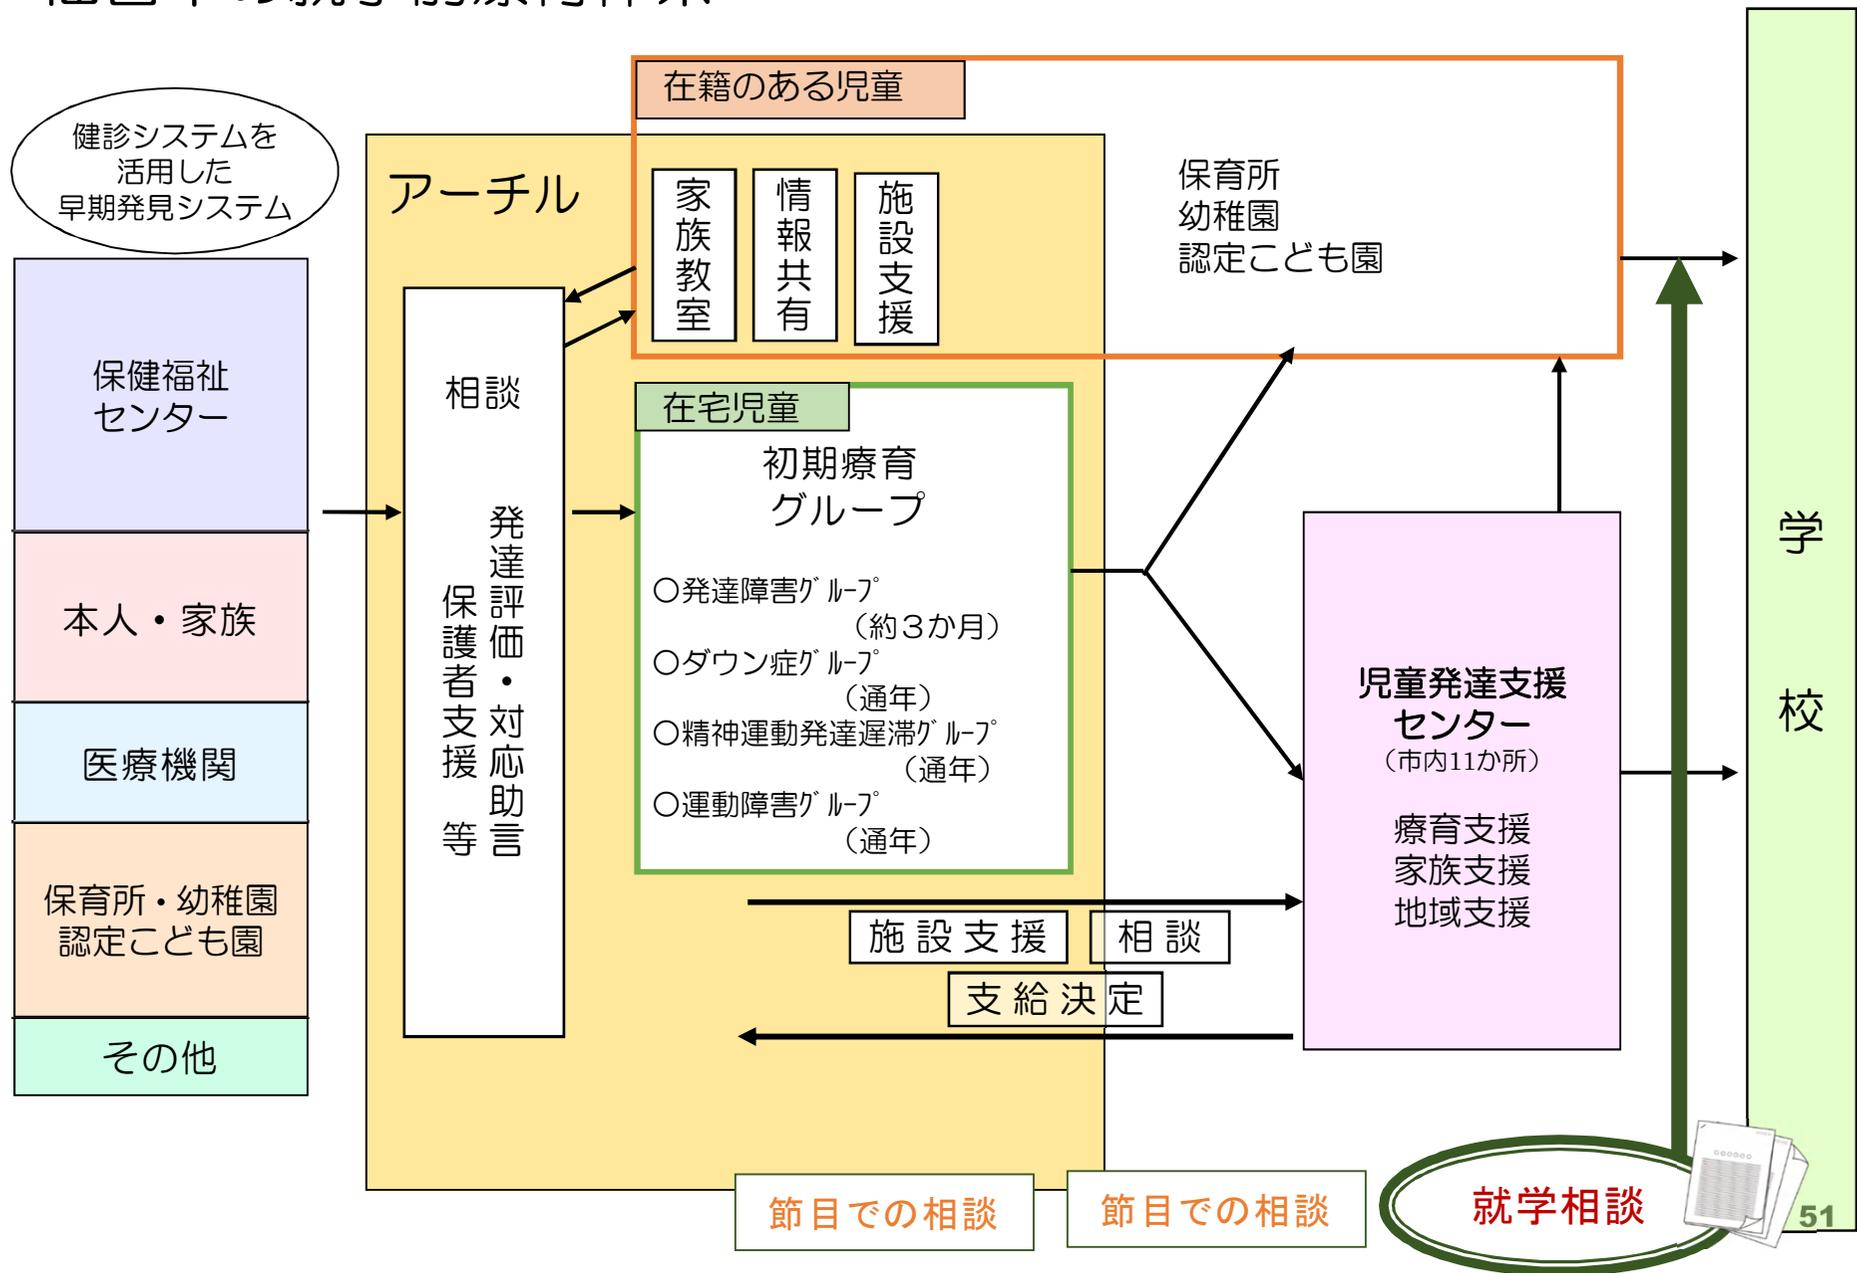 在籍のある児童
健診システムを
活用した
早期発見システム
アーチル
家族教室
情報共有
施設支援
保育所
幼稚園
認定こども園
保健福祉
センター
本人・家族
医療機関
保育所・幼稚園
認定こども園
その他
相談
発達評価・対応助言
保護者支援 等
在宅児童
初期療育
グループ
○発達障害ｸﾞﾙｰﾌﾟ
（約３か月）
○ダウン症ｸﾞﾙｰﾌﾟ
（通年）
○精神運動発達遅滞ｸﾞﾙｰﾌﾟ
（通年）
○運動障害ｸﾞﾙｰﾌﾟ
（通年）
施設支援
相談
支給決定
児童発達支援
センター
（市内11か所）
療育支援
家族支援
地域支援
学校
節目での相談
節目での相談
就学相談
51